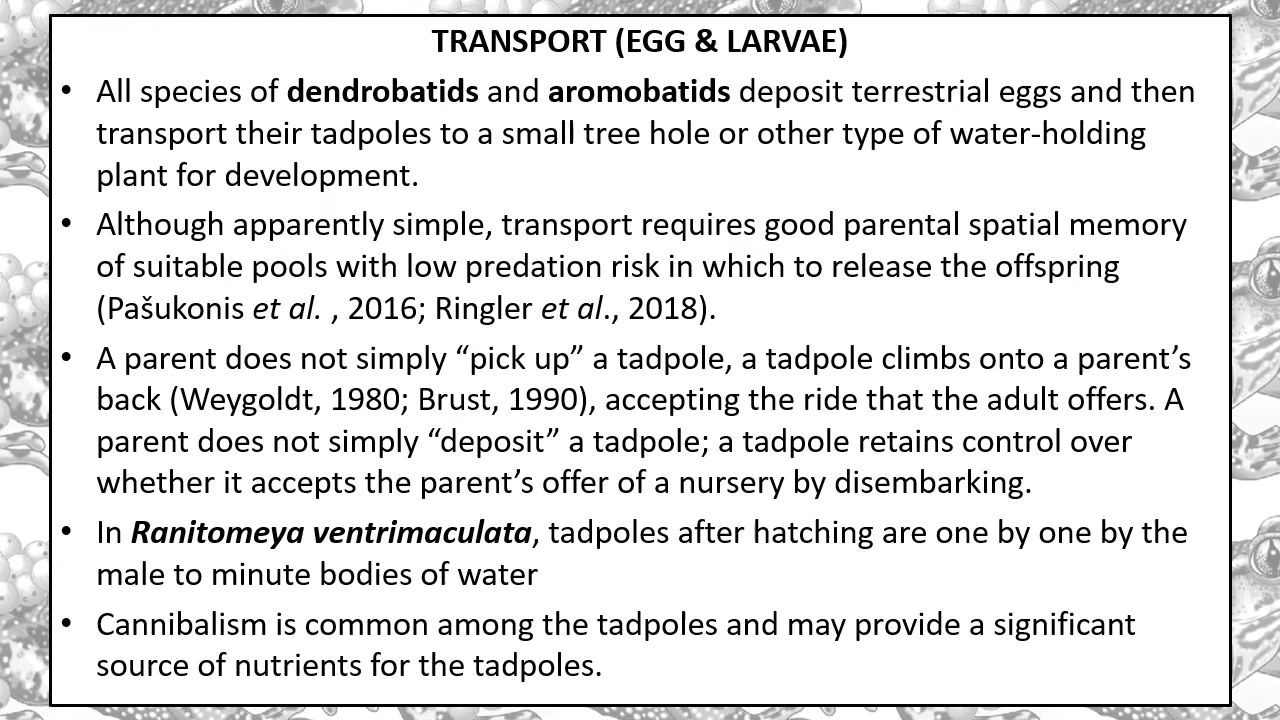 TRANSPORT (EGG & LARVAE)
• All species of dendrobatids and aromobatids deposit terrestrial eggs and then
transport their tadpoles to a small tree hole or other type of water-holding
plant for development.
• Although apparently simple, transport requires good parental spatial memory
of suitable pools with low predation risk in which to release the offspring
(Pašukonis et al. , 2016; Ringler et al., 2018).
• A parent does not simply “pick up” a tadpole, a tadpole climbs onto a parent’s
back (Weygoldt, 1980; Brust, 1990), accepting the ride that the adult offers. A
parent does not simply “deposit” a tadpole; a tadpole retains control over
whether it accepts the parent’s offer of a nursery by disembarking.
• In Ranitomeya ventrimaculata, tadpoles after hatching are one by one by the
male to minute bodies of water
• Cannibalism is common among the tadpoles and may provide a significant
source of nutrients for the tadpoles.